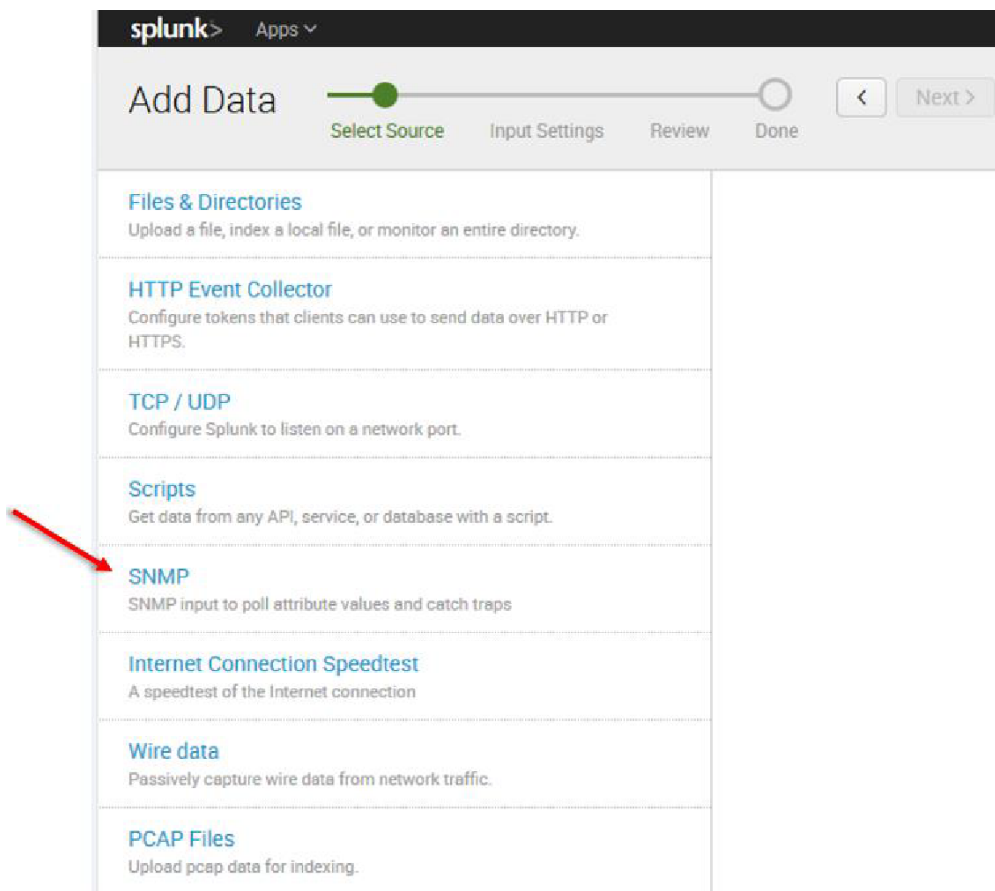 splunk> Apps
Add Data
< Next >
Select Source Input Settings Review Done
Files & Directories
Upload a file, index a local file, or monitor an entire directory.
HTTP Event Collector
Configure tokens that clients can use to send data over HTTP or
HTTPS.
TCP / UDP
Configure Splunk to listen on a network port.
Scripts
Get data from any API, service, or database with a script.
SNMP
SNMP input to poll attribute values and catch traps
Internet Connection Speedtest
A speedtest of the Internet connection
Wire data
Passively capture wire data from network traffic.
PCAP Files
Upload pcap data for indexing.